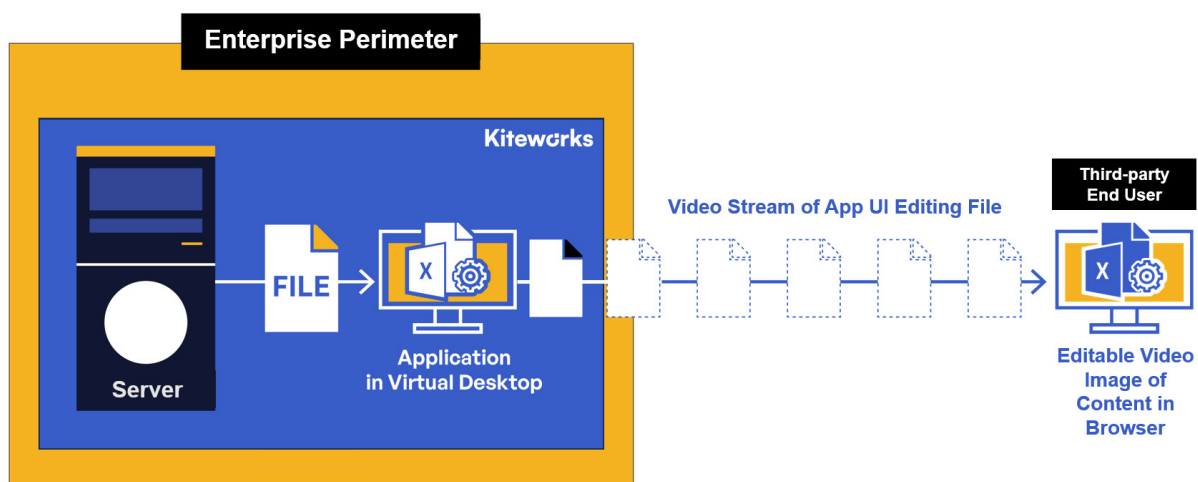 Enterprise Perimeter
Kiteworks
Third-party
End User
Video Stream of App UI Editing File
FILE
X
X
Application
in Virtual Desktop
Server
Editable Video
Image of
Content in
Browser